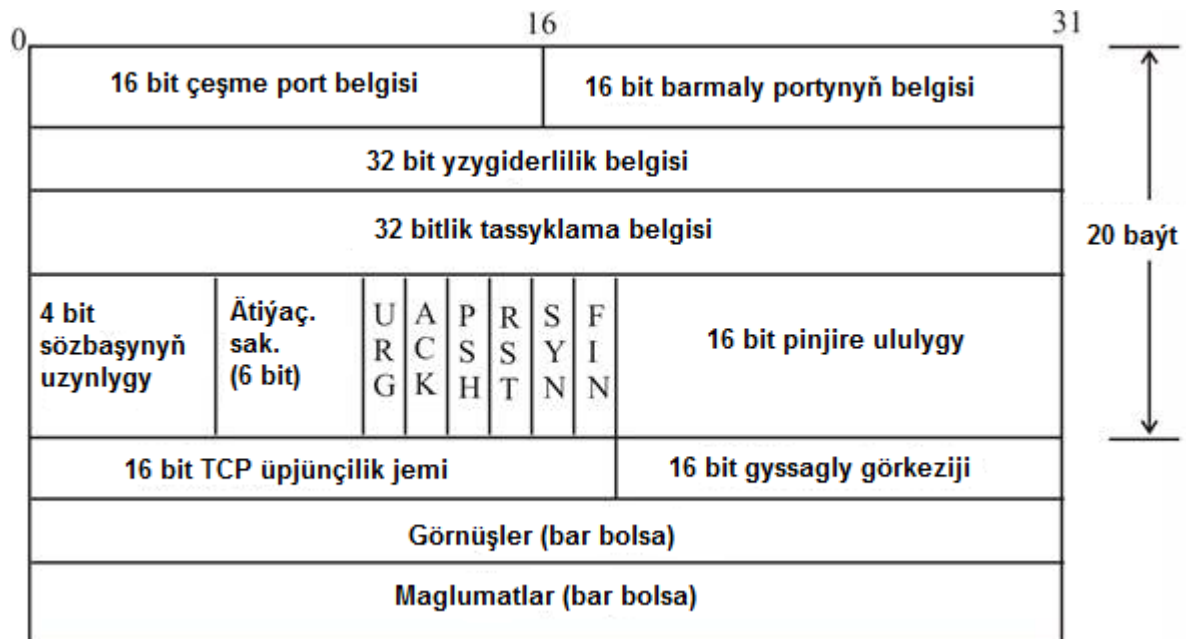 0 16 31
16 bit çeşme port belgisi 16 bit barmaly portynyň belgisi
32 bit yzygiderlilik belgisi
32 bitlik tassyklama belgisi
20 baýt
4 bit
sözbaşynyň
uzynlygy
Ätiýaç.
sak.
(6 bit)
URG
ACK
PSH
RST
SYN
FIN
16 bit pinjire ululygy
16 bit TCP üpjünçilik jemi 16 bit gyssagly görkeziji
Görnüşler (bar bolsa)
Maglumatlar (bar bolsa)